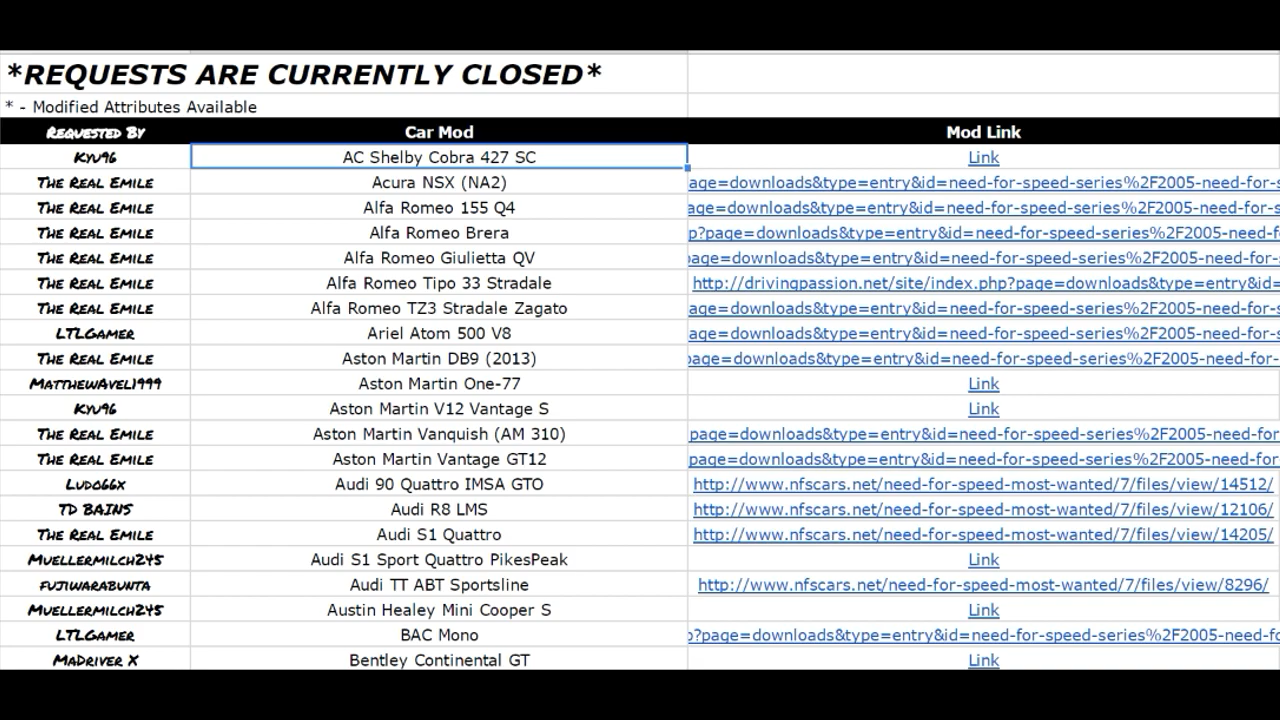 *REQUESTS ARE CURRENTLY CLOSED*
* - Modified Attributes Available
Requested By Car Mod Mod Link
Kyu96 AC Shelby Cobra 427 SC Link
The Real Emile Acura NSX (NA2) age=downloads&type=entry&id=need-for-speed-series%2F2005-need-for-s
The Real Emile Alfa Romeo 155 Q4 age=downloads&type=entry&id=need-for-speed-series%2F2005-need-for-s
The Real Emile Alfa Romeo Brera p?page=downloads&type=entry&id=need-for-speed-series%2F2005-need-f
The Real Emile Alfa Romeo Giulietta QV page=downloads&type=entry&id=need-for-speed-series%2F2005-need-for-
The Real Emile Alfa Romeo Tipo 33 Stradale http://drivingpassion.net/site/index.php?page=downloads&type=entry&id=
The Real Emile Alfa Romeo TZ3 Stradale Zagato age=downloads&type=entry&id=need-for-speed-series%2F2005-need-for-s
LTLGamer Ariel Atom 500 V8 age=downloads&type=entry&id=need-for-speed-series%2F2005-need-for-s
The Real Emile Aston Martin DB9 (2013) page=downloads&type=entry&id=need-for-speed-series%2F2005-need-for-
MatthewAvel1999 Aston Martin One-77 Link
Kyu96 Aston Martin V12 Vantage S Link
The Real Emile Aston Martin Vanquish (AM 310) page=downloads&type=entry&id=need-for-speed-series%2F2005-need-for
The Real Emile Aston Martin Vantage GT12 page=downloads&type=entry&id=need-for-speed-series%2F2005-need-for
Ludo66x Audi 90 Quattro IMSA GTO http://www.nfscars.net/need-for-speed-most-wanted/7/files/view/14512/
TD BAINS Audi R8 LMS http://www.nfscars.net/need-for-speed-most-wanted/7/files/view/12106/
The Real Emile Audi S1 Quattro http://www.nfscars.net/need-for-speed-most-wanted/7/files/view/14205/
Muellermilch245 Audi S1 Sport Quattro PikesPeak Link
fujiwarabunta Audi TT ABT Sportsline http://www.nfscars.net/need-for-speed-most-wanted/7/files/view/8296/
Muellermilch245 Austin Healey Mini Cooper S Link
LTLGamer BAC Mono p?page=downloads&type=entry&id=need-for-speed-series%2F2005-need-fo
MaDriver X Bentley Continental GT Link